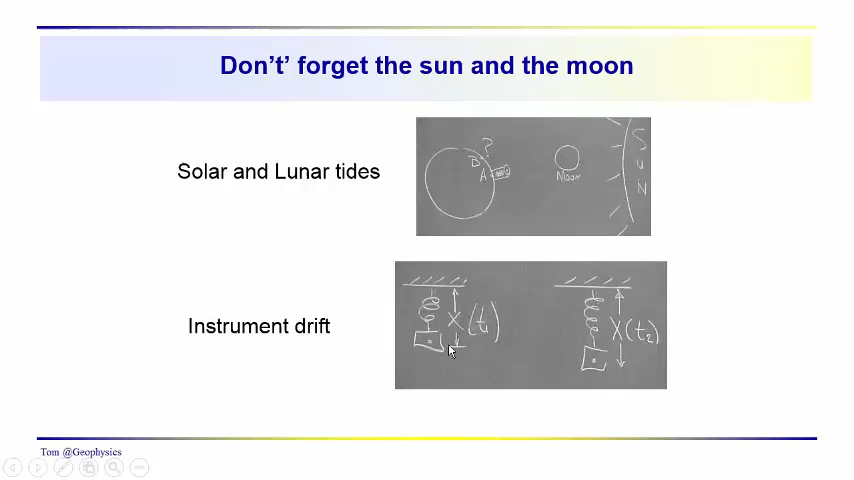 Don't’ forget the sun and the moon
Solar and Lunar tides
?
B
A
Moon
SUN
Instrument drift
X(t1)
X(t2)
Tom @Geophysics